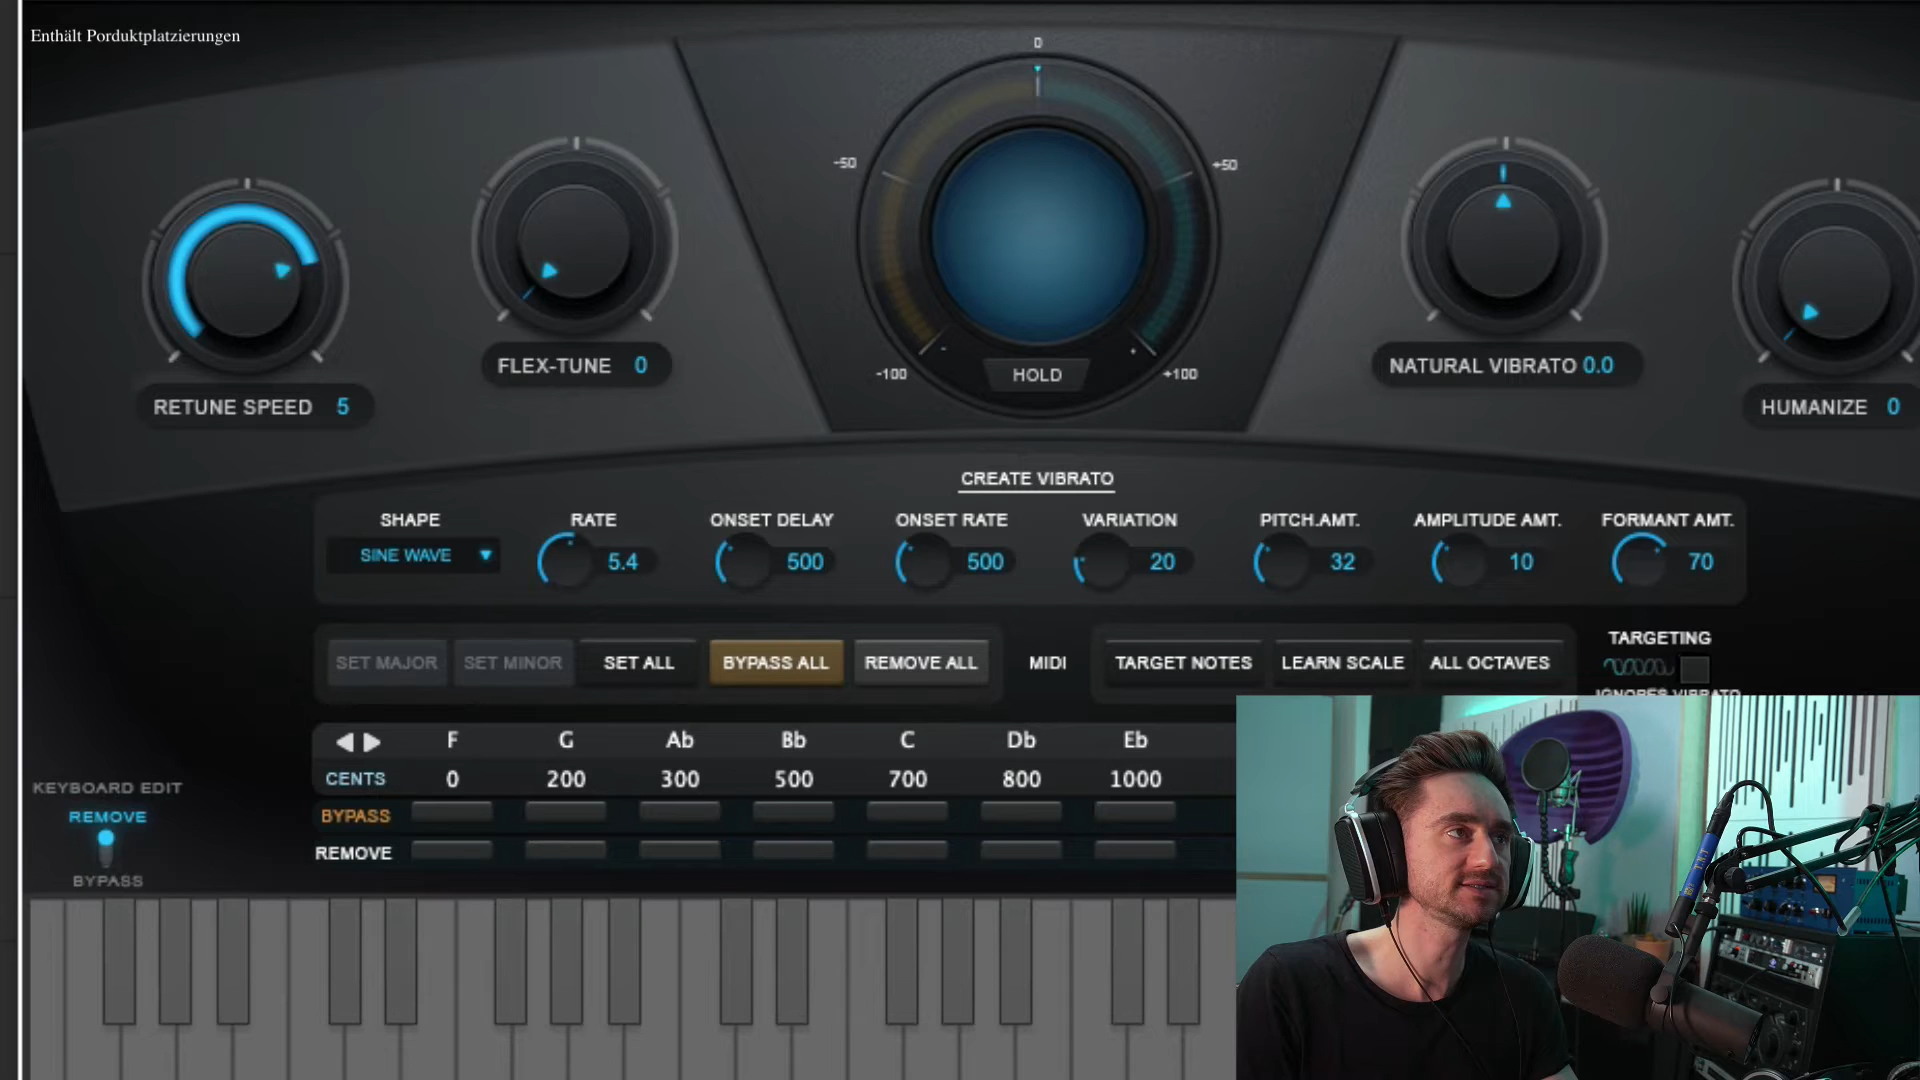 Enthält Porduktplatzierungen
0
-50
+50
-100
- +
+100
HOLD
RETUNE SPEED 5
FLEX-TUNE 0
NATURAL VIBRATO 0.0
HUMANIZE 0
CREATE VIBRATO
SHAPE RATE ONSET DELAY ONSET RATE VARIATION PITCH AMT. AMPLITUDE AMT. FORMANT AMT.
SINE WAVE 5.4 500 500 20 32 10 70
SET MAJOR SET MINOR SET ALL BYPASS ALL REMOVE ALL MIDI TARGET NOTES LEARN SCALE ALL OCTAVES
TARGETING
IGNORES VIBRATO
F G Ab Bb C Db Eb
CENTS 0 200 300 500 700 800 1000
BYPASS
REMOVE
KEYBOARD EDIT
REMOVE
BYPASS